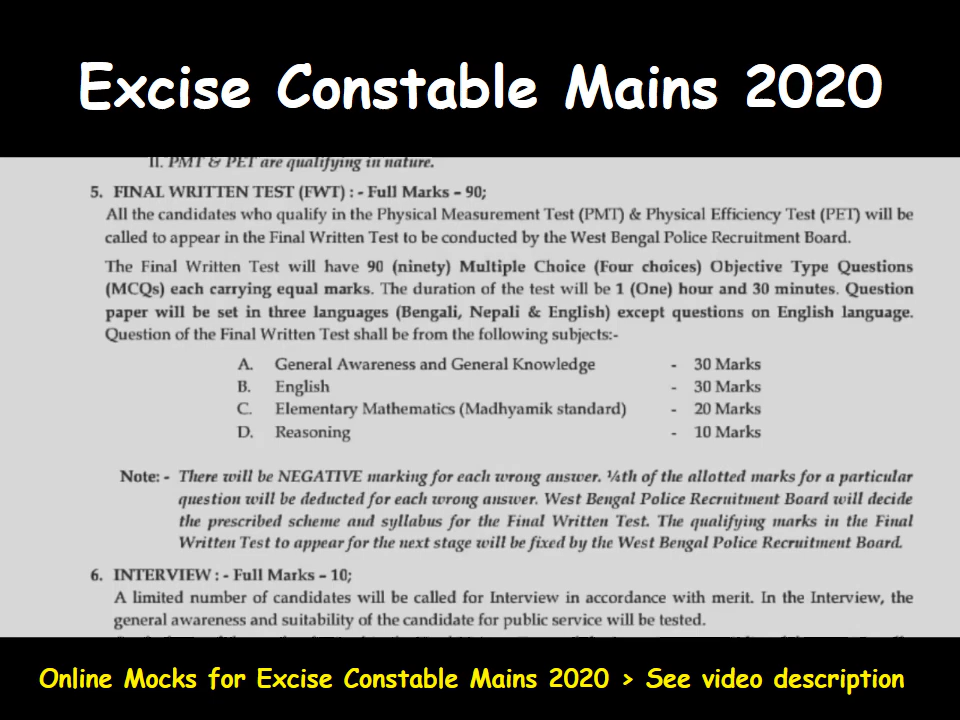 Excise Constable Mains 2020
II. PMT & PET are qualifying in nature.
5. FINAL WRITTEN TEST (FWT) : - Full Marks – 90;
All the candidates who qualify in the Physical Measurement Test (PMT) & Physical Efficiency Test (PET) will be
called to appear in the Final Written Test to be conducted by the West Bengal Police Recruitment Board.
The Final Written Test will have 90 (ninety) Multiple Choice (Four choices) Objective Type Questions
(MCQs) each carrying equal marks. The duration of the test will be 1 (One) hour and 30 minutes. Question
paper will be set in three languages (Bengali, Nepali & English) except questions on English language.
Question of the Final Written Test shall be from the following subjects:-
A. General Awareness and General Knowledge - 30 Marks
B. English - 30 Marks
C. Elementary Mathematics (Madhyamik standard) - 20 Marks
D. Reasoning - 10 Marks
Note: - There will be NEGATIVE marking for each wrong answer. ¼th of the allotted marks for a particular
question will be deducted for each wrong answer. West Bengal Police Recruitment Board will decide
the prescribed scheme and syllabus for the Final Written Test. The qualifying marks in the Final
Written Test to appear for the next stage will be fixed by the West Bengal Police Recruitment Board.
6. INTERVIEW : - Full Marks – 10;
A limited number of candidates will be called for Interview in accordance with merit. In the Interview, the
general awareness and suitability of the candidate for public service will be tested.
Online Mocks for Excise Constable Mains 2020 > See video description